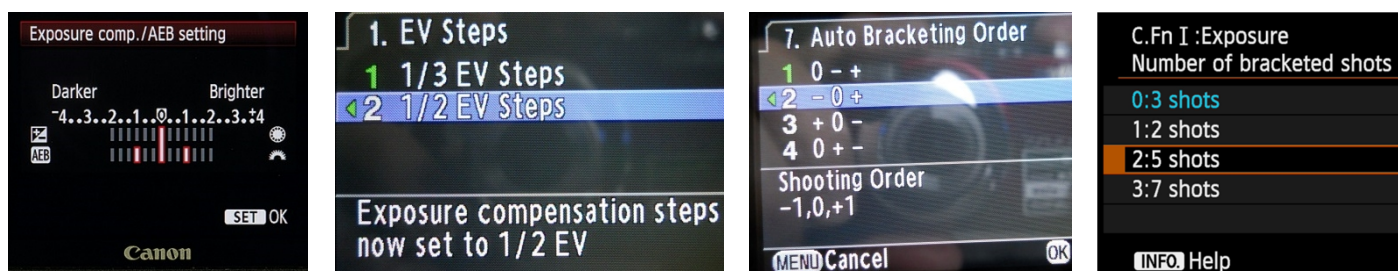 Exposure comp./AEB setting
Darker Brighter
-4..3..2..1..0..1..2..3..+4
AEB
SET OK
Canon
1. EV Steps
1 1/3 EV Steps
2 1/2 EV Steps
Exposure compensation steps
now set to 1/2 EV
7. Auto Bracketing Order
1 0 - +
2 - 0 +
3 + 0 -
4 0 + -
Shooting Order
-1,0,+1
MENU Cancel OK
C.Fn I :Exposure
Number of bracketed shots
0:3 shots
1:2 shots
2:5 shots
3:7 shots
INFO. Help